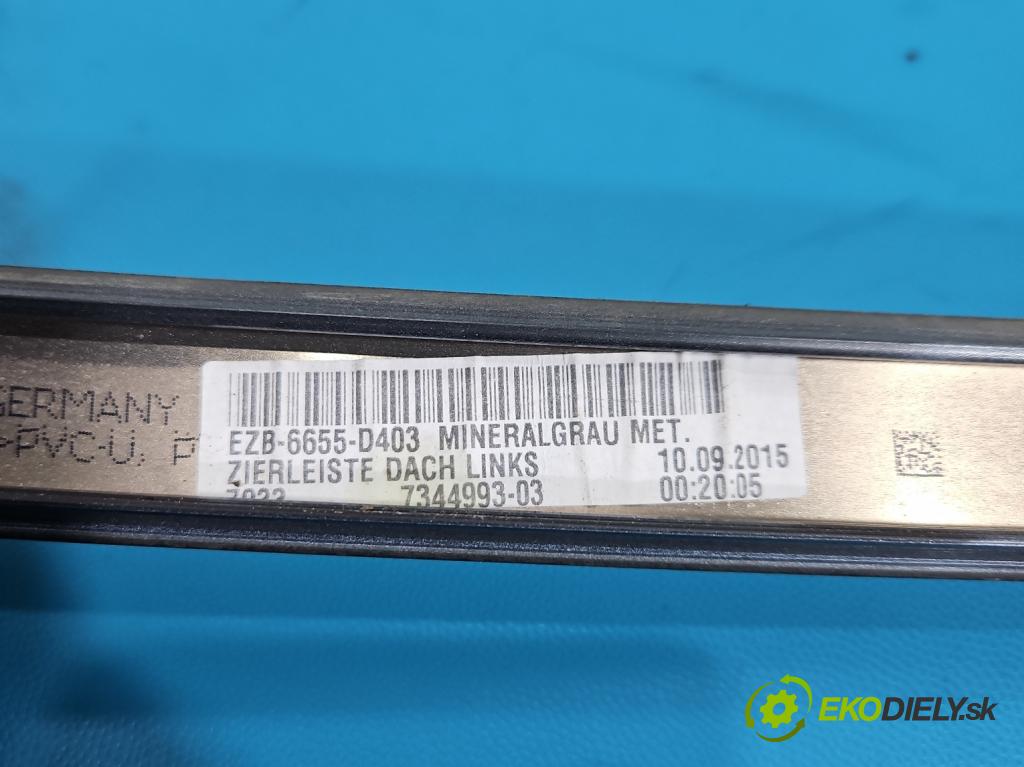 GERMANY
>PVC-U, P
EZB-6655-D403 MINERALGRAU MET.
ZIERLEISTE DACH LINKS 10.09.2015
7344993-03 00:20:05
EKODIELY.sk